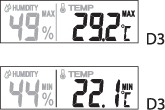 HUMIDITY TEMP
49% MAX 29.2°C MAX
D3
HUMIDITY TEMP
44% MIN 22.1°C MIN
D3